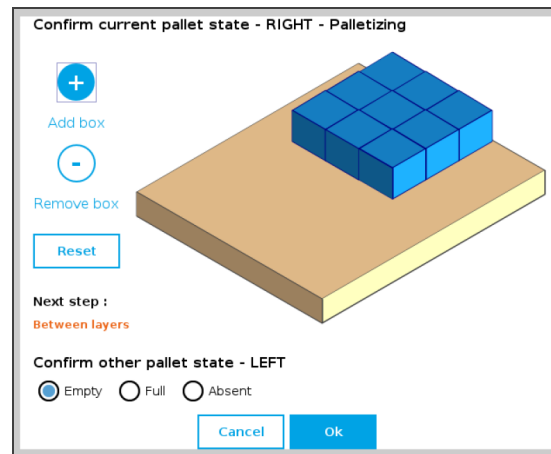 Confirm current pallet state - RIGHT - Palletizing
+
Add box
-
Remove box
Reset
Next step :
Between layers
Confirm other pallet state - LEFT
Empty Full Absent
Cancel Ok